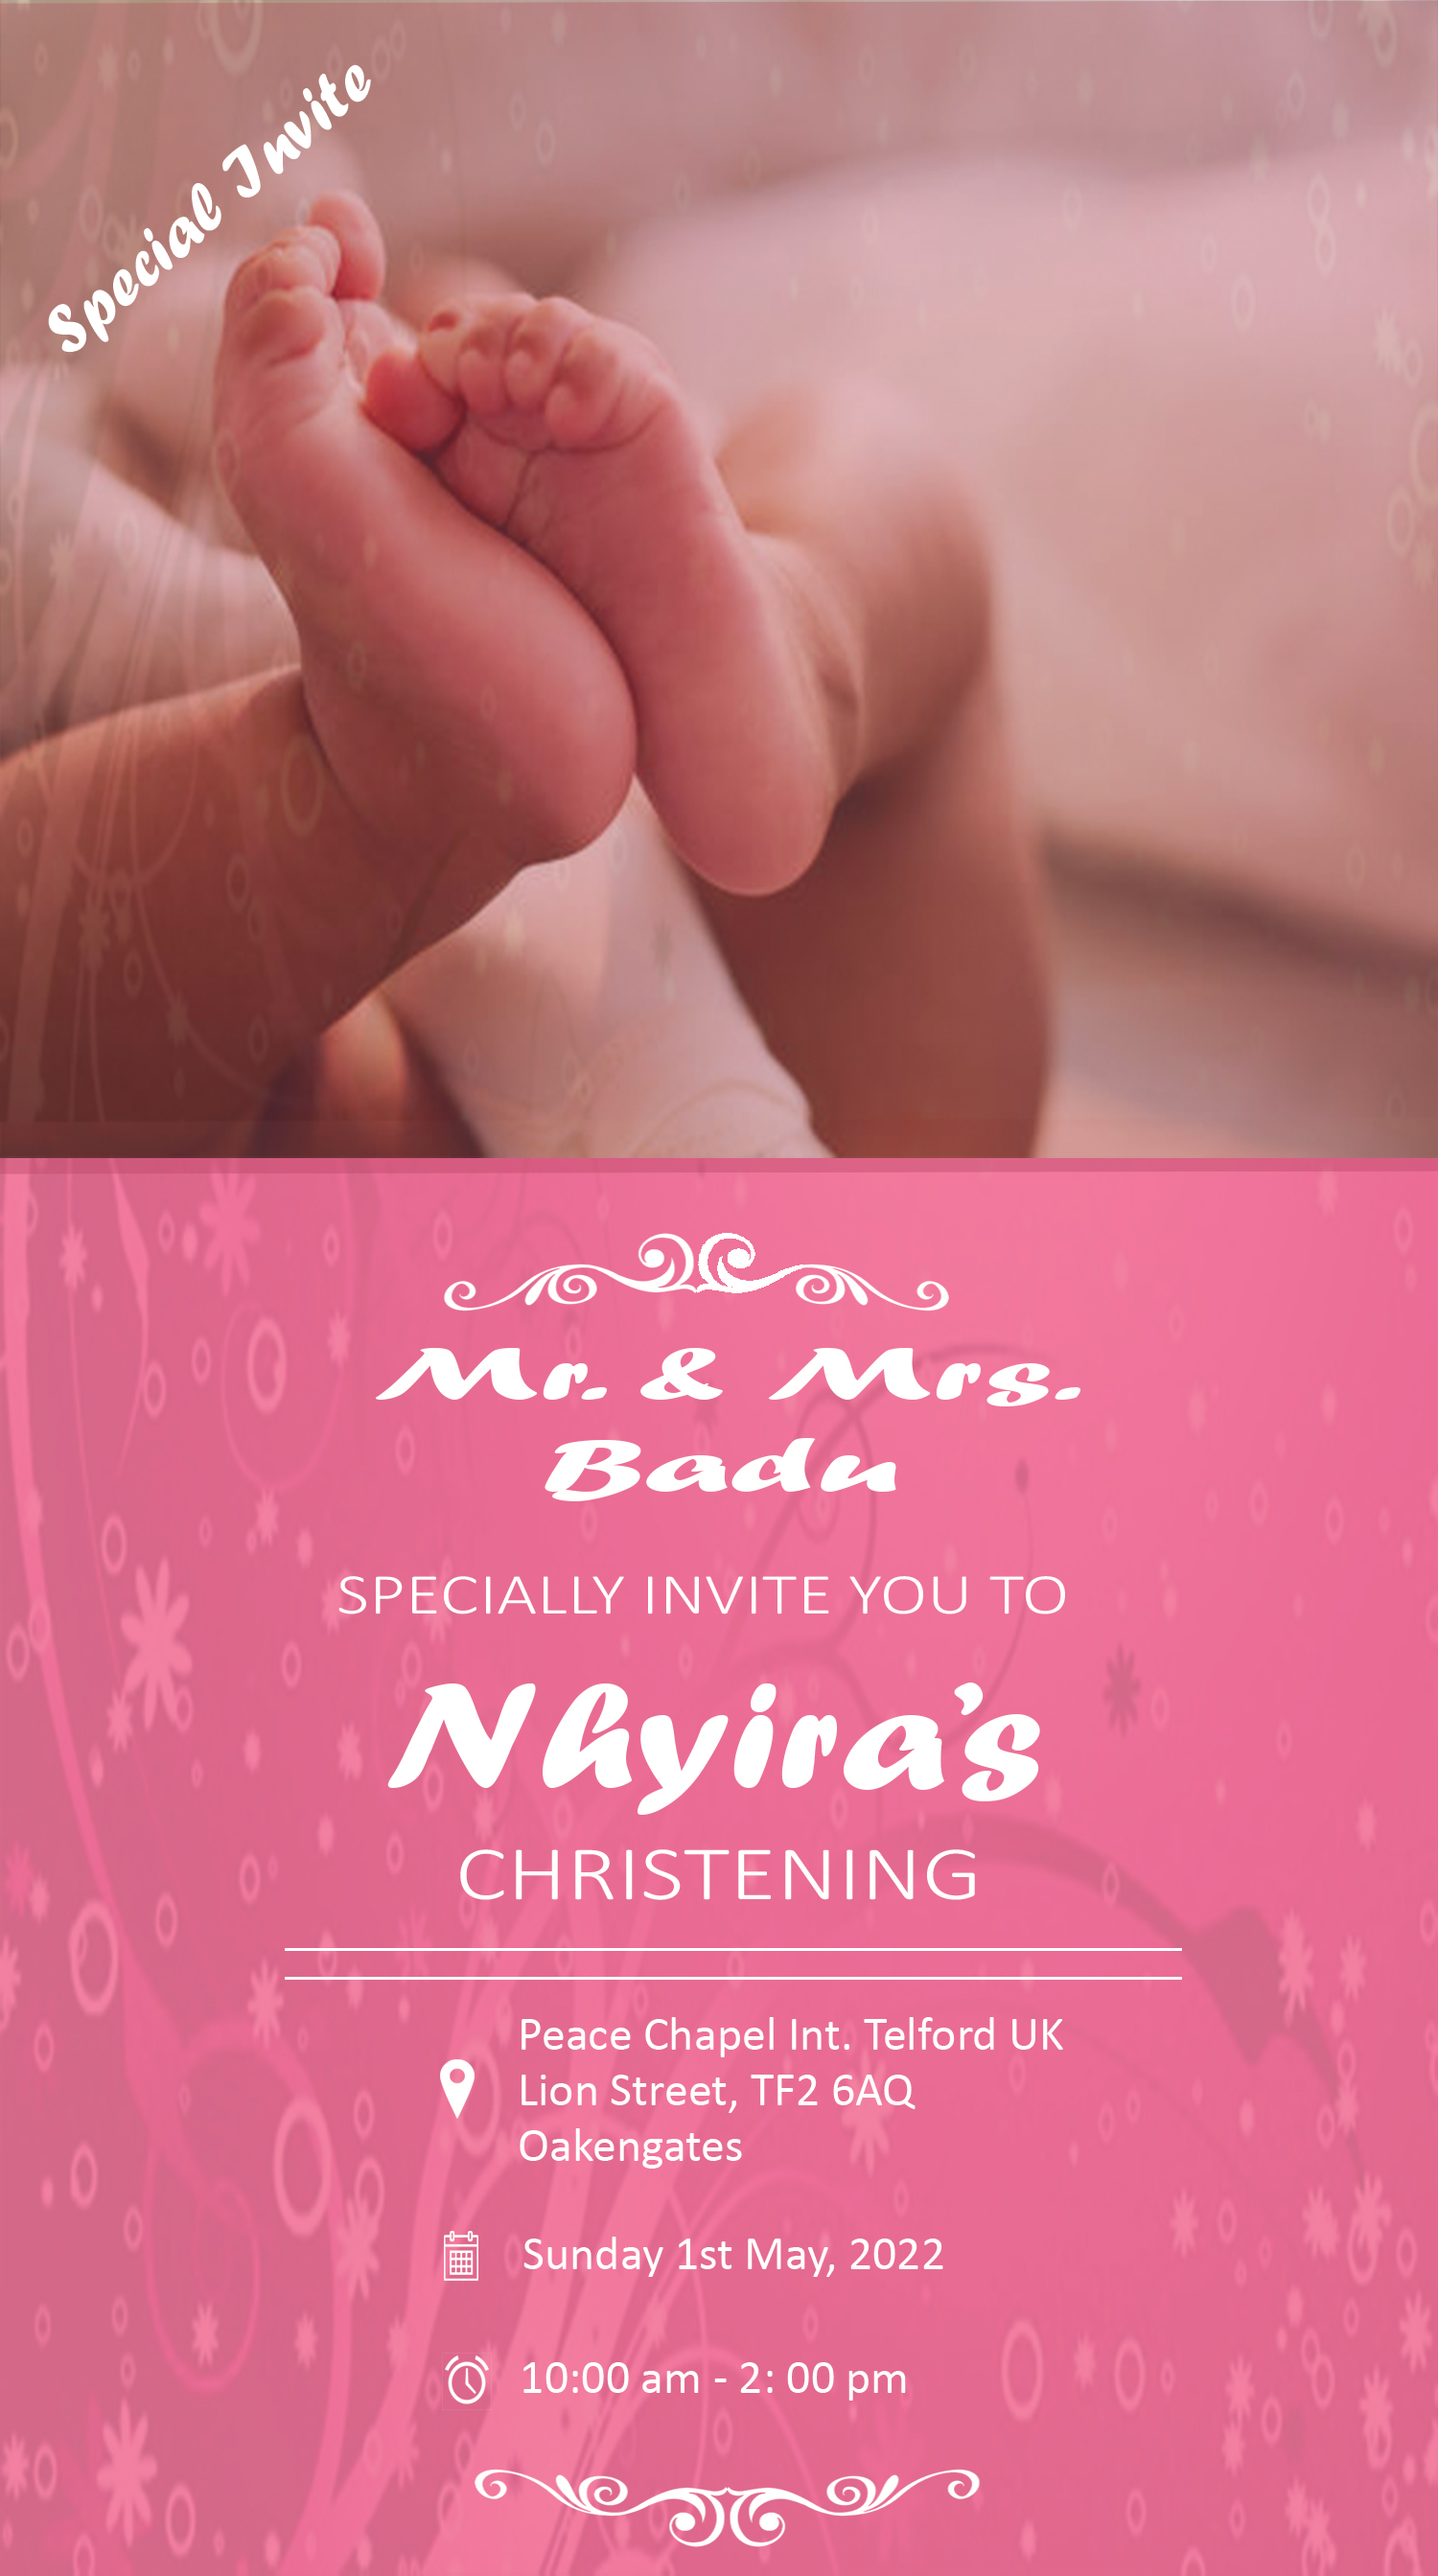 Special Invite
Mr. & Mrs.
Badu
SPECIALLY INVITE YOU TO
Nhyira's
CHRISTENING
Peace Chapel Int. Telford UK
Lion Street, TF2 6AQ
Oakengates
Sunday 1st May, 2022
10:00 am - 2: 00 pm